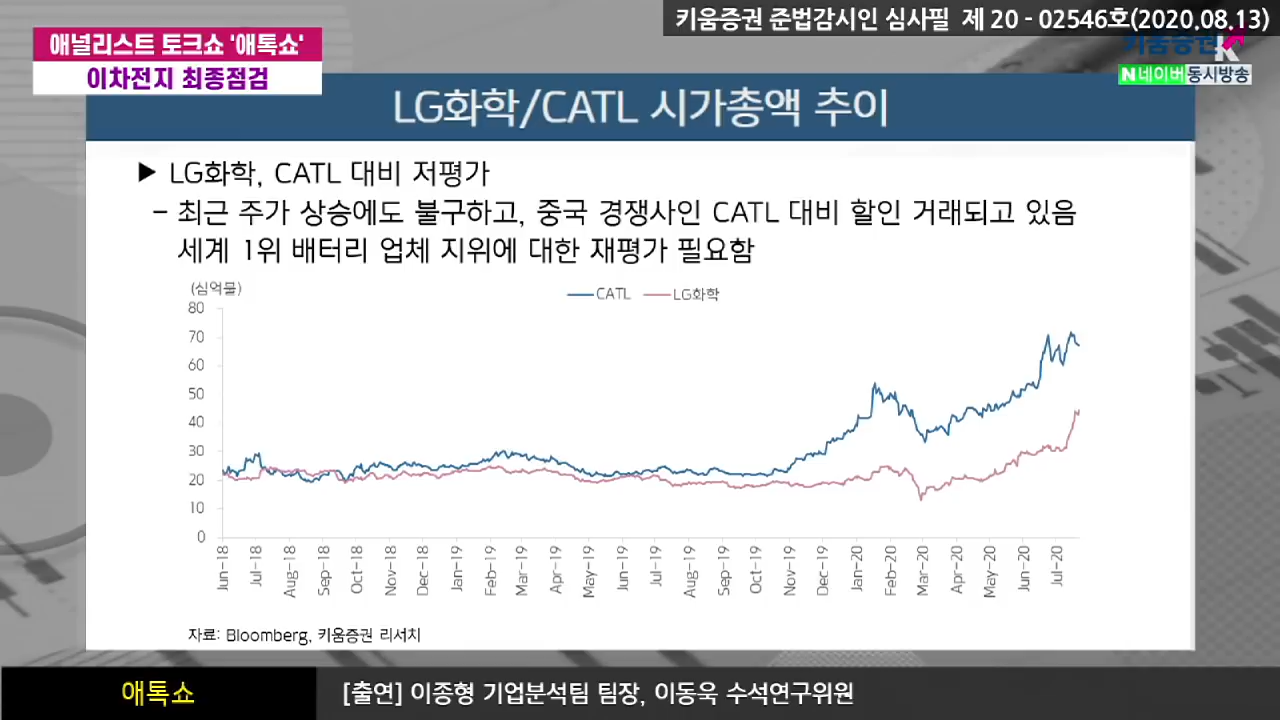 키움증권 준법감시인 심사필 제 20 - 02546호(2020.08.13)
애널리스트 토크쇼 '애톡쇼'
이차전지 최종점검
키움증권
N 네이버 동시방송
LG화학/CATL 시가총액 추이
▶ LG화학, CATL 대비 저평가
- 최근 주가 상승에도 불구하고, 중국 경쟁사인 CATL 대비 할인 거래되고 있음
세계 1위 배터리 업체 지위에 대한 재평가 필요함
(십억불)
CATL LG화학
80
70
60
50
40
30
20
10
0
Jun-18 Jul-18 Aug-18 Sep-18 Oct-18 Nov-18 Dec-18 Jan-19 Feb-19 Mar-19 Apr-19 May-19 Jun-19 Jul-19 Aug-19 Sep-19 Oct-19 Nov-19 Dec-19 Jan-20 Feb-20 Mar-20 Apr-20 May-20 Jun-20 Jul-20
자료: Bloomberg, 키움증권 리서치
애톡쇼
[출연] 이종형 기업분석팀 팀장, 이동욱 수석연구위원